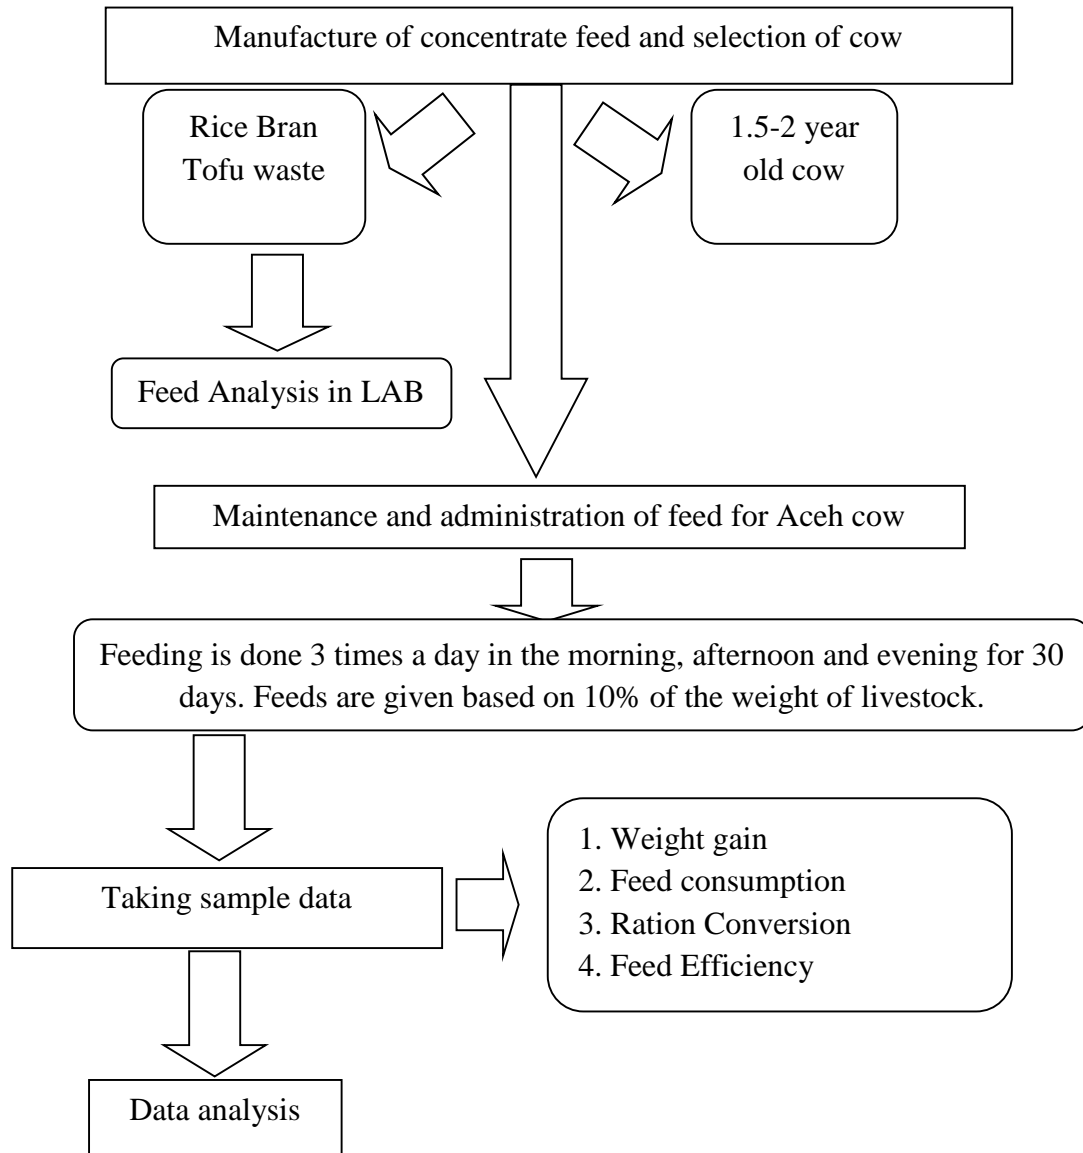 Manufacture of concentrate feed and selection of cow
Rice Bran
Tofu waste
1.5-2 year
old cow
Feed Analysis in LAB
Maintenance and administration of feed for Aceh cow
Feeding is done 3 times a day in the morning, afternoon and evening for 30
days. Feeds are given based on 10% of the weight of livestock.
Taking sample data
1. Weight gain
2. Feed consumption
3. Ration Conversion
4. Feed Efficiency
Data analysis